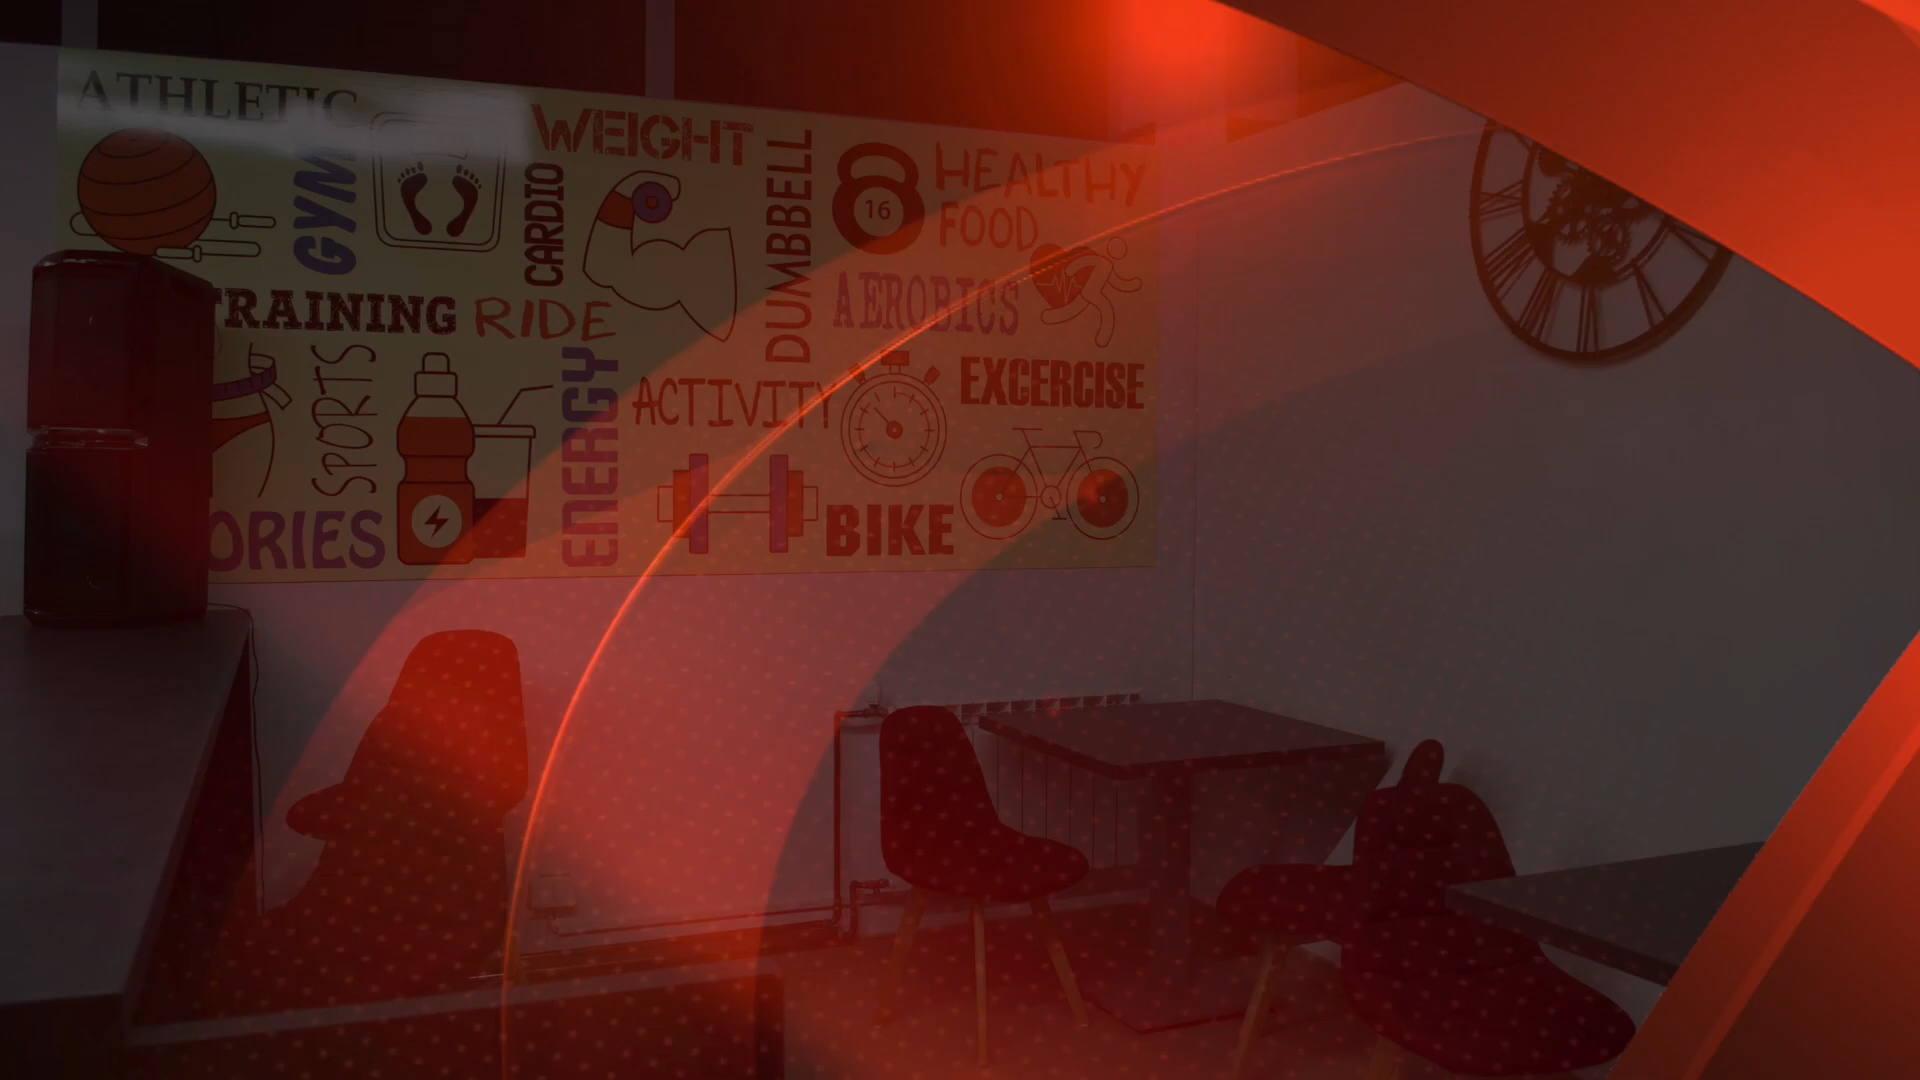 ATHLETIC
GYM
CARDIO
WEIGHT
DUMBBELL
16
HEALTHY
FOOD
TRAINING
RIDE
AEROBICS
SPORTS
ENERGY
ACTIVITY
EXCERCISE
ORIES
BIKE